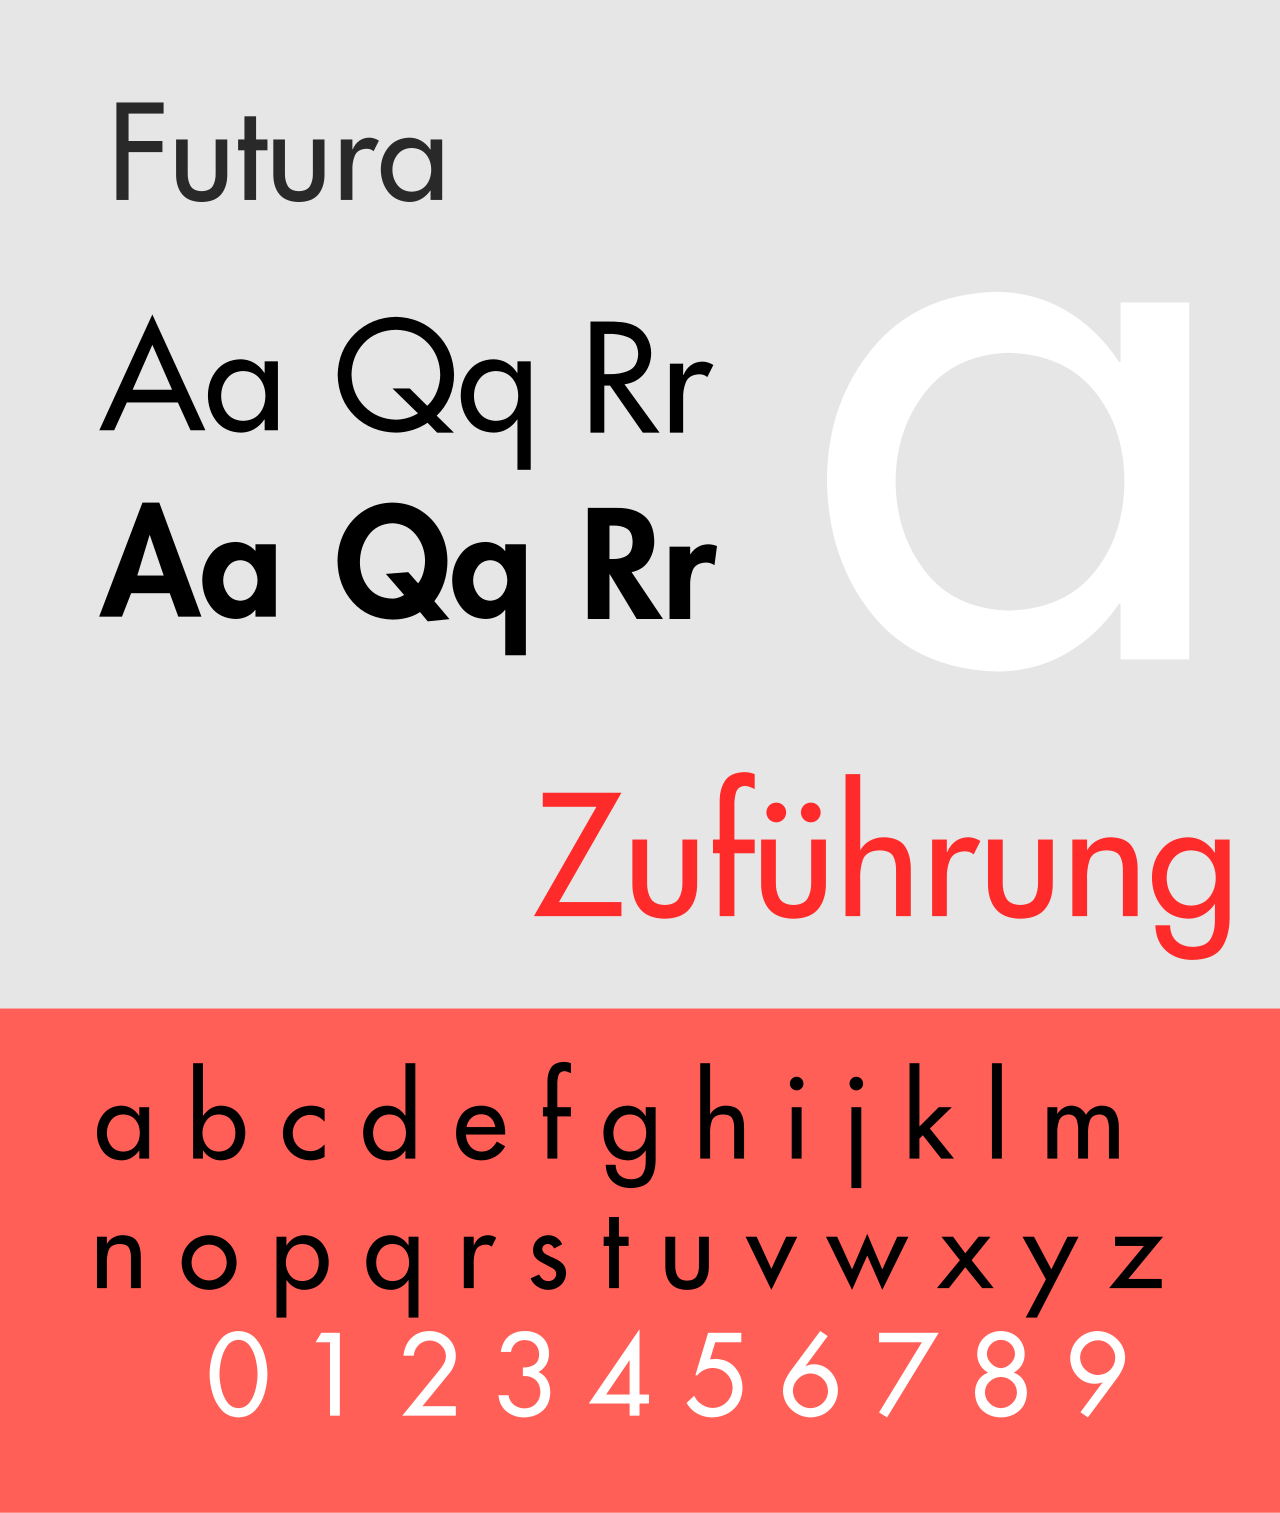 Futura
Aa Qq Rr
a
Aa Qq Rr
Zuführung
a b c d e f g h i j k l m
n o p q r s t u v w x y z
0 1 2 3 4 5 6 7 8 9